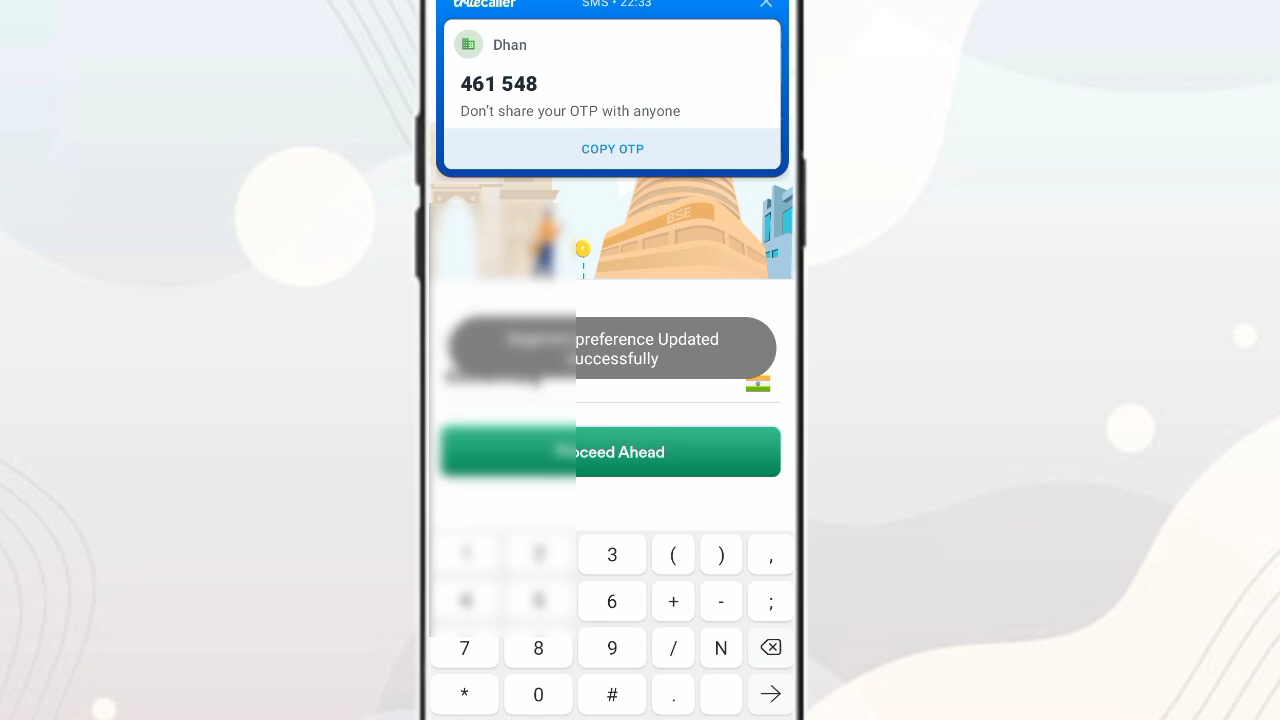 truecaller
SMS • 22:33
Dhan
461 548
Don't share your OTP with anyone
COPY OTP
BSE
preference Updated
uccessfully
oceed Ahead
3 ( ) ,
6 + - ;
7 8 9 / N
* 0 # .